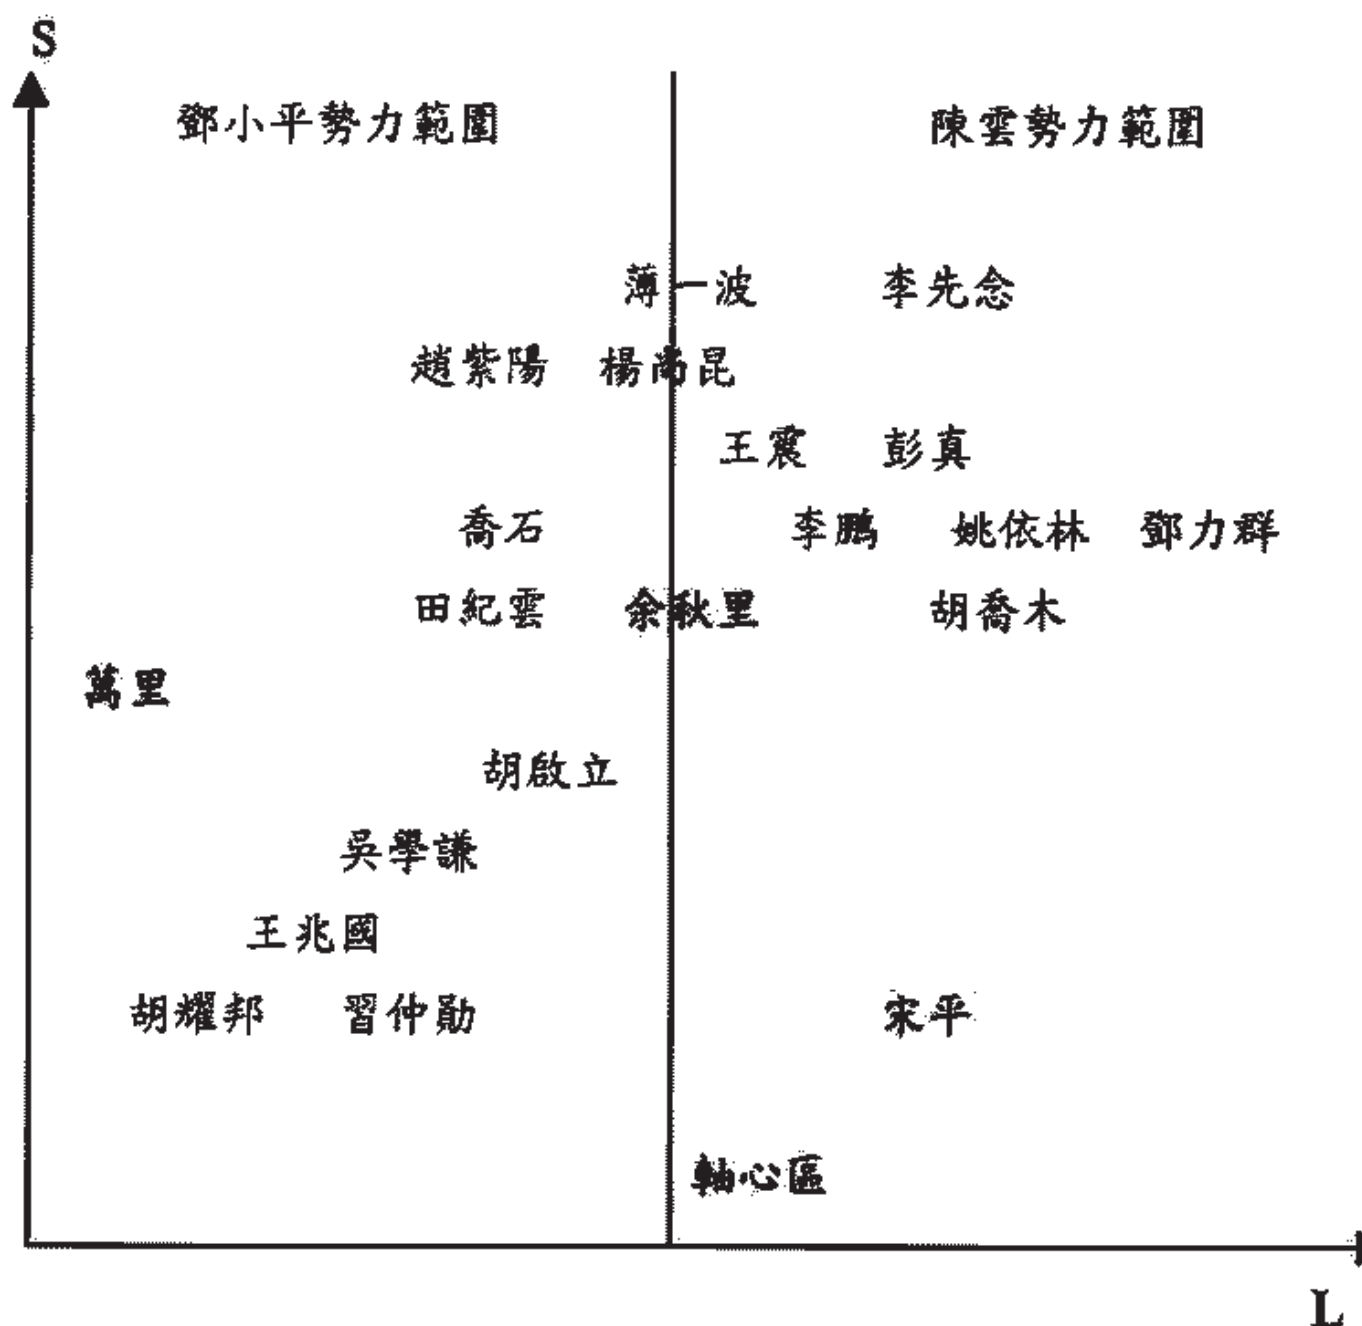 S
鄧小平勢力範圍 陳雲勢力範圍
薄一波 李先念
趙紫陽 楊尚昆
王震 彭真
喬石 李鵬 姚依林 鄧力群
田紀雲 余秋里 胡喬木
萬里
胡啟立
吳學謙
王兆國
胡耀邦 習仲勛 宋平
軸心區
L